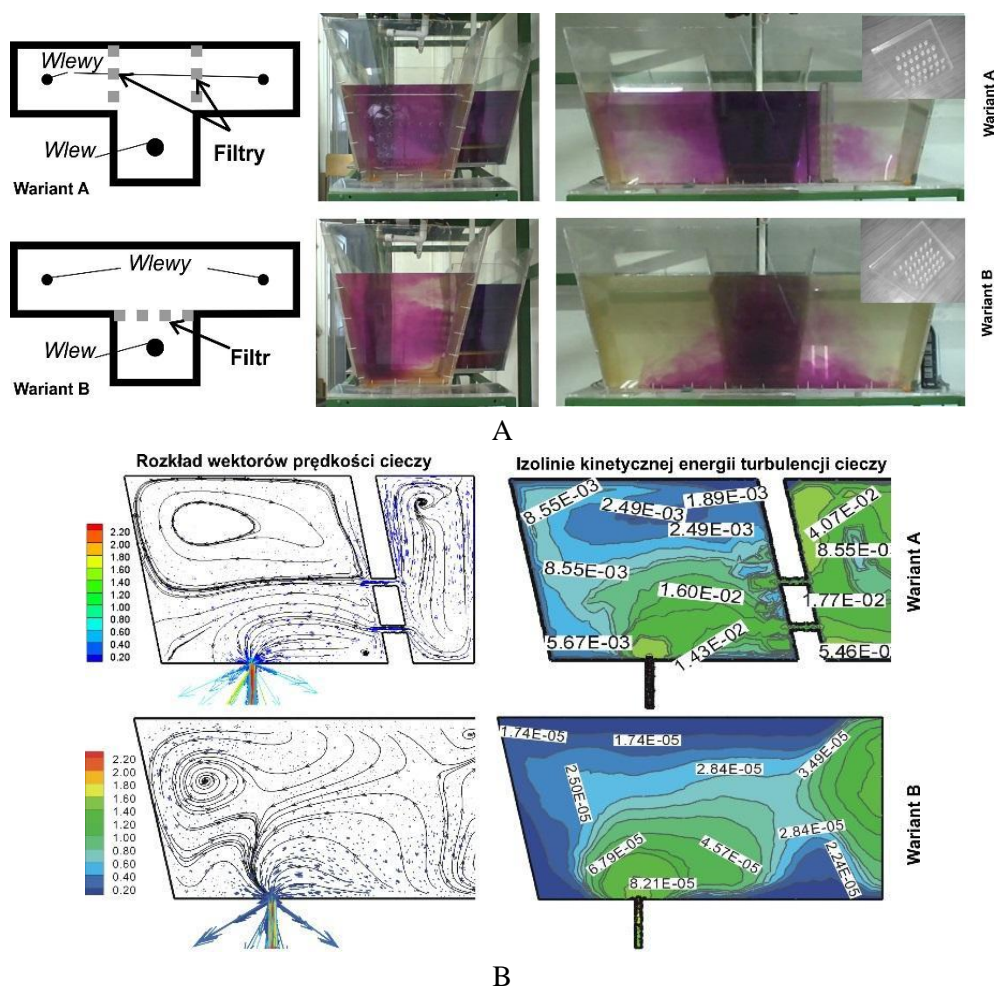 Wlewy
Wlew
Filtry
Wariant A
Wariant A
Wlewy
Wlew
Filtr
Wariant B
Wariant B
A
Rozkład wektorów prędkości cieczy
Izolinie kinetycznej energii turbulencji cieczy
2.20
2.00
1.80
1.60
1.40
1.20
1.00
0.80
0.60
0.40
0.20
8.55E-03
2.49E-03
1.89E-03
2.49E-03
4.07E-02
8.55E-0
8.55E-03
1.60E-02
1.77E-02
5.67E-03
1.43E-02
5.46E-0
Wariant A
2.20
2.00
1.80
1.60
1.40
1.20
1.00
0.80
0.60
0.40
0.20
1.74E-05
1.74E-05
3.49E-05
2.50E-05
2.84E-05
2.84E-05
6.79E-05
4.57E-05
2.24E-05
8.21E-05
Wariant B
B